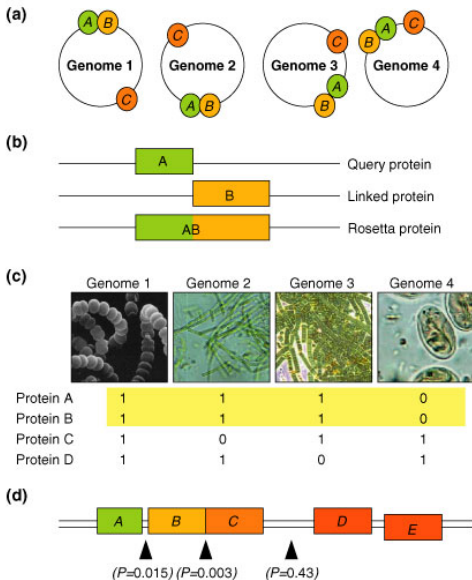 (a)
A B
Genome 1
C
C
Genome 2
A B
C
Genome 3
A
B
B A C
Genome 4
(b)
A
Query protein
B
Linked protein
AB
Rosetta protein
(c)
Genome 1 Genome 2 Genome 3 Genome 4
Protein A 1 1 1 0
Protein B 1 1 1 0
Protein C 1 0 1 1
Protein D 1 1 0 1
(d)
A B C D E
(P=0.015) (P=0.003) (P=0.43)